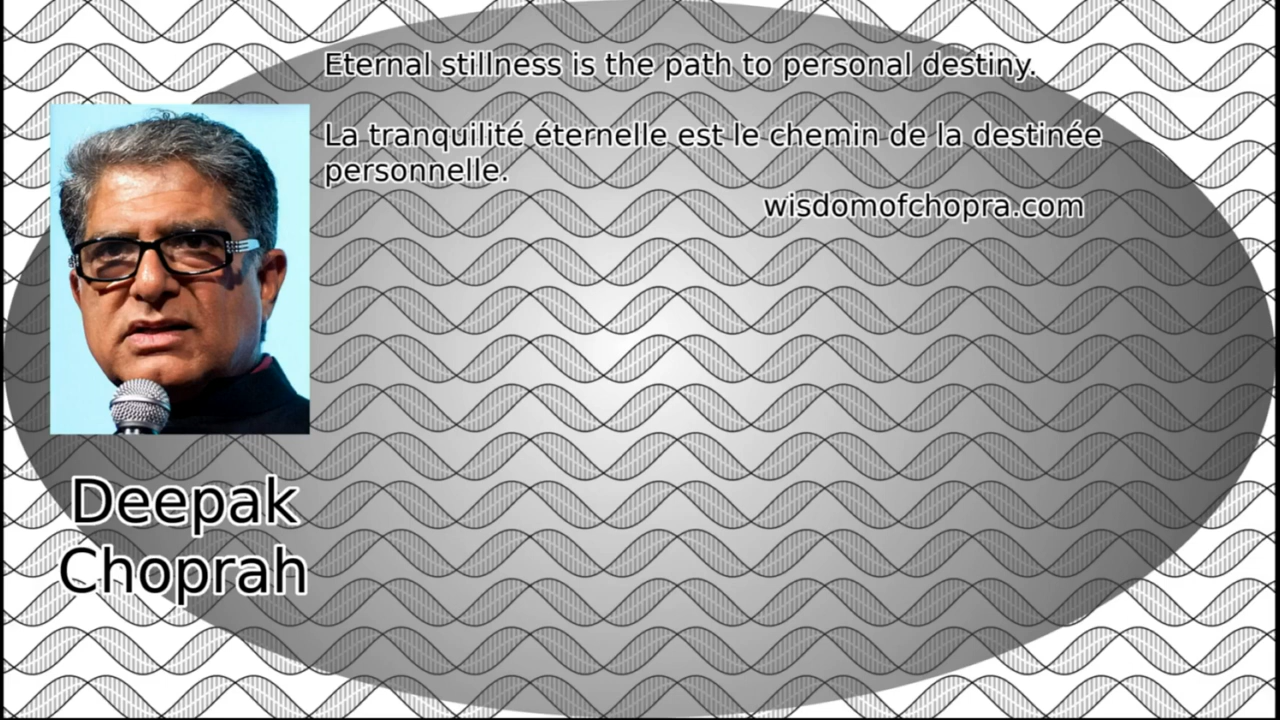 Eternal stillness is the path to personal destiny.
La tranquilité éternelle est le chemin de la destinée
personnelle.
wisdomofchopra.com
Deepak
Choprah